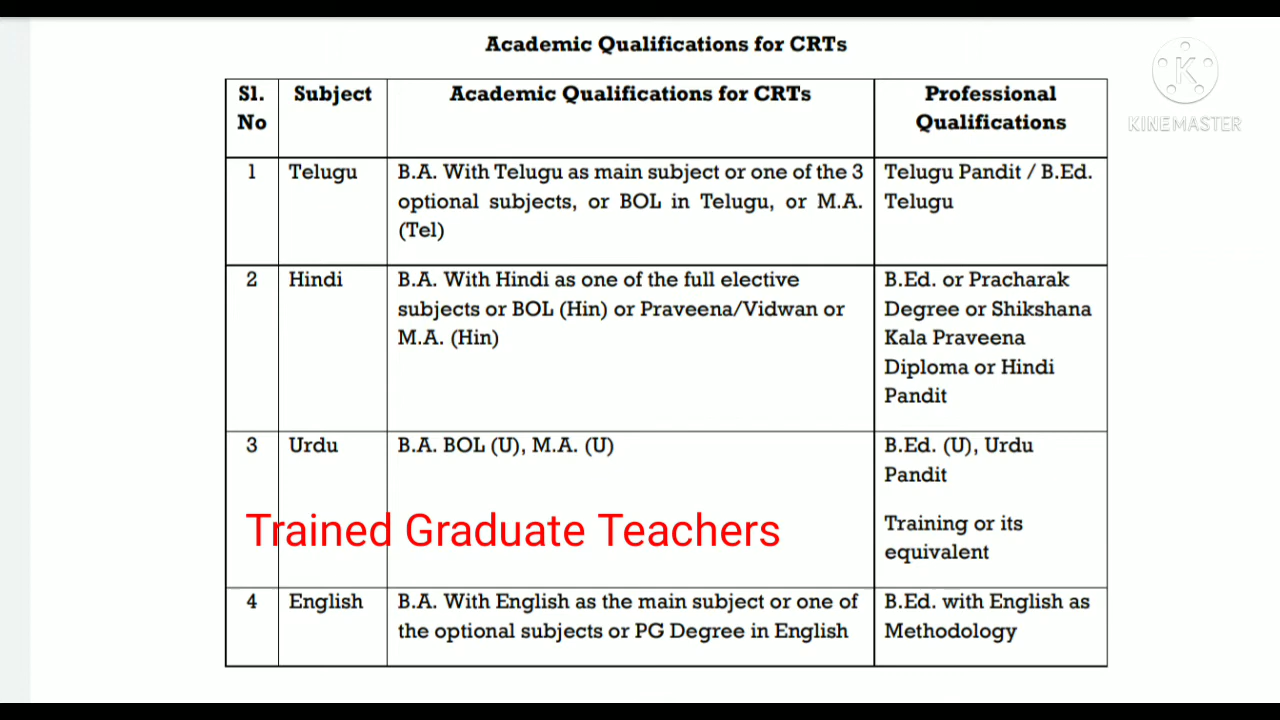 Academic Qualifications for CRTs
KINEMASTER
Sl. No
Subject
Academic Qualifications for CRTs
Professional Qualifications
1
Telugu
B.A. With Telugu as main subject or one of the 3
optional subjects, or BOL in Telugu, or M.A.
(Tel)
Telugu Pandit / B.Ed.
Telugu
2
Hindi
B.A. With Hindi as one of the full elective
subjects or BOL (Hin) or Praveena/Vidwan or
M.A. (Hin)
B.Ed. or Pracharak
Degree or Shikshana
Kala Praveena
Diploma or Hindi
Pandit
3
Urdu
B.A. BOL (U), M.A. (U)
B.Ed. (U), Urdu
Pandit
Training or its
equivalent
Trained Graduate Teachers
4
English
B.A. With English as the main subject or one of
the optional subjects or PG Degree in English
B.Ed. with English as
Methodology